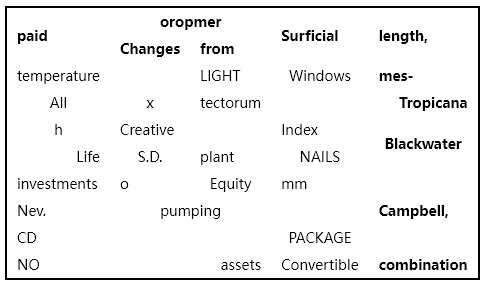 paid oropmer Surficial length,
Changes from
temperature LIGHT Windows mes-
All x tectorum Tropicana
h Creative Index Blackwater
Life S.D. plant NAILS
investments o Equity mm
Nev. pumping Campbell,
CD PACKAGE
NO assets Convertible combination